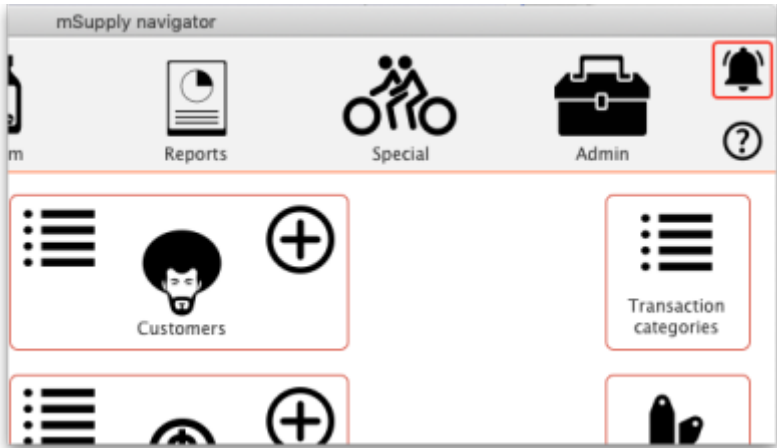 mSupply navigator
m
Reports
Special
Admin
?
Customers
Transaction
categories